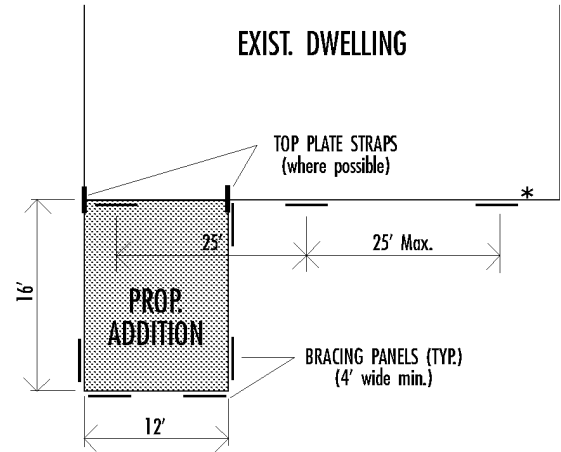 EXIST. DWELLING
TOP PLATE STRAPS
(where possible)
*
25'
25' Max.
16'
PROP.
ADDITION
BRACING PANELS (TYP.)
(4' wide min.)
12'